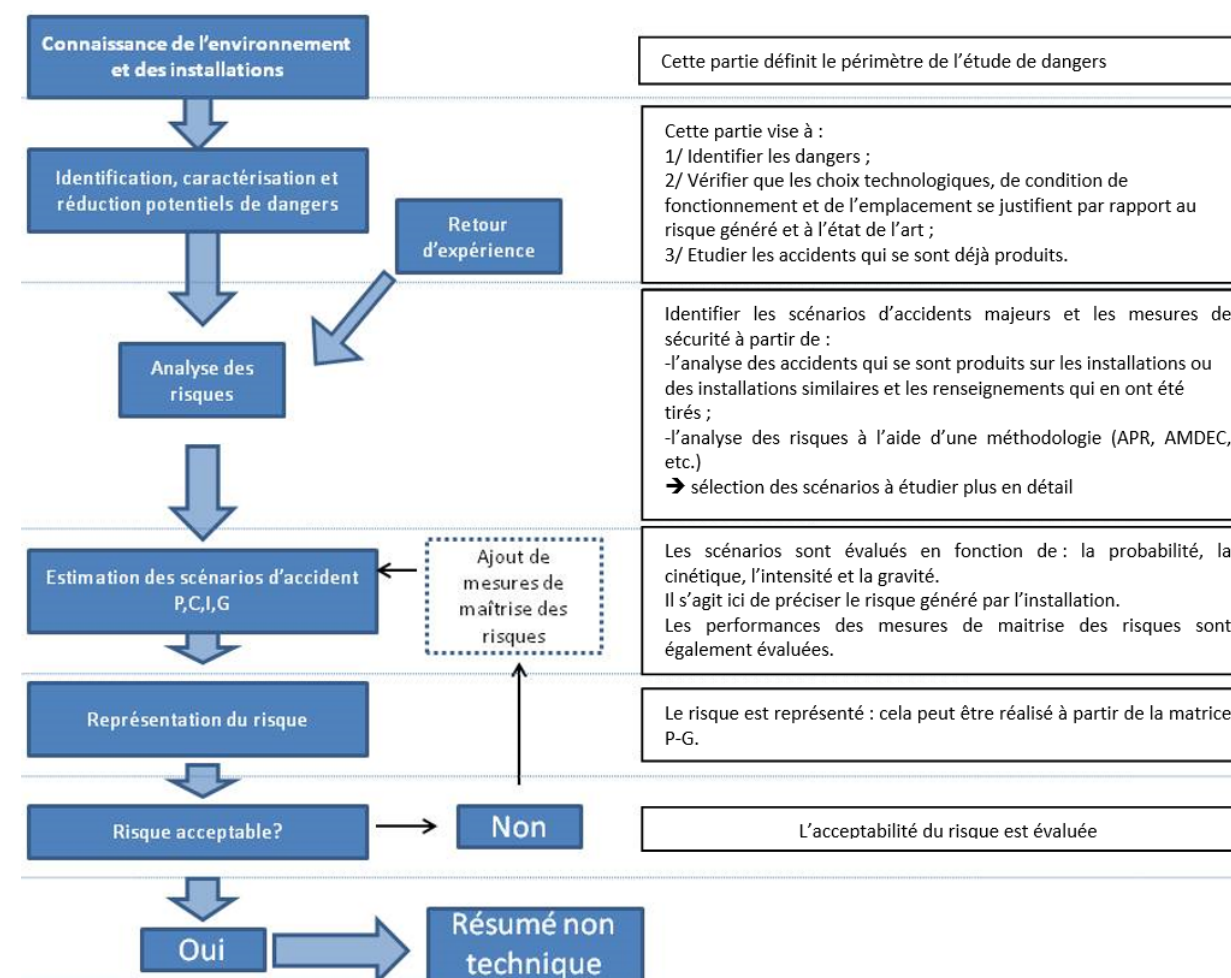 Connaissance de l'environnement
et des installations
Cette partie définit le périmètre de l'étude de dangers
Identification, caractérisation et
réduction potentiels de dangers
Retour
d'expérience
Cette partie vise à :
1/ Identifier les dangers ;
2/ Vérifier que les choix technologiques, de condition de
fonctionnement et de l'emplacement se justifient par rapport au
risque généré et à l'état de l'art ;
3/ Etudier les accidents qui se sont déjà produits.
Analyse des
risques
Identifier les scénarios d'accidents majeurs et les mesures de
sécurité à partir de :
-l'analyse des accidents qui se sont produits sur les installations ou
des installations similaires et les renseignements qui en ont été
tirés ;
-l'analyse des risques à l'aide d'une méthodologie (APR, AMDEC,
etc.)
➔ sélection des scénarios à étudier plus en détail
Estimation des scénarios d'accident
P,C,I,G
Ajout de
mesures de
maîtrise des
risques
Les scénarios sont évalués en fonction de : la probabilité, la
cinétique, l'intensité et la gravité.
Il s'agit ici de préciser le risque généré par l'installation.
Les performances des mesures de maitrise des risques sont
également évaluées.
Représentation du risque
Le risque est représenté : cela peut être réalisé à partir de la matrice
P-G.
Risque acceptable?
Non
L'acceptabilité du risque est évaluée
Oui
Résumé non
technique